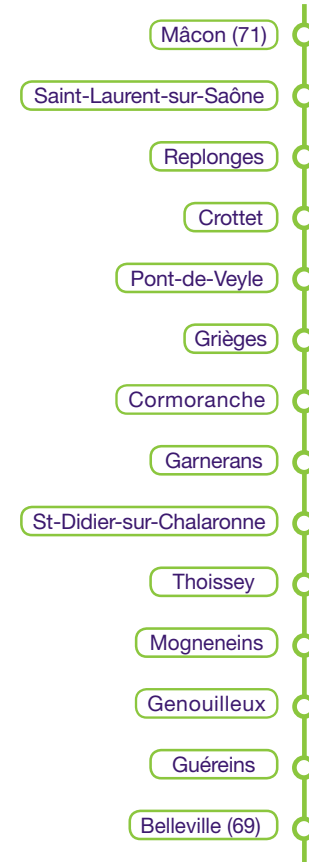 Mâcon (71)
Saint-Laurent-sur-Saône
Replonges
Crottet
Pont-de-Veyle
Grièges
Cormoranche
Garnerans
St-Didier-sur-Chalaronne
Thoissey
Mogneneins
Genouilleux
Guéreins
Belleville (69)